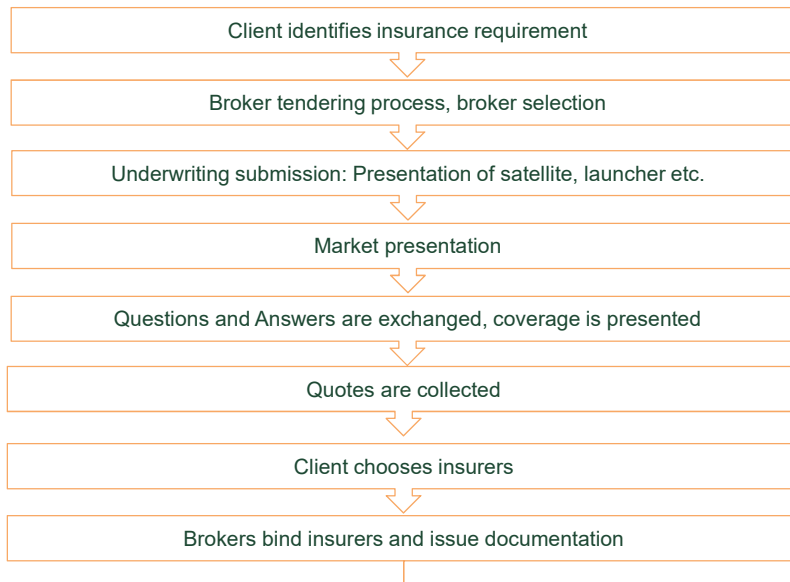 Client identifies insurance requirement
Broker tendering process, broker selection
Underwriting submission: Presentation of satellite, launcher etc.
Market presentation
Questions and Answers are exchanged, coverage is presented
Quotes are collected
Client chooses insurers
Brokers bind insurers and issue documentation